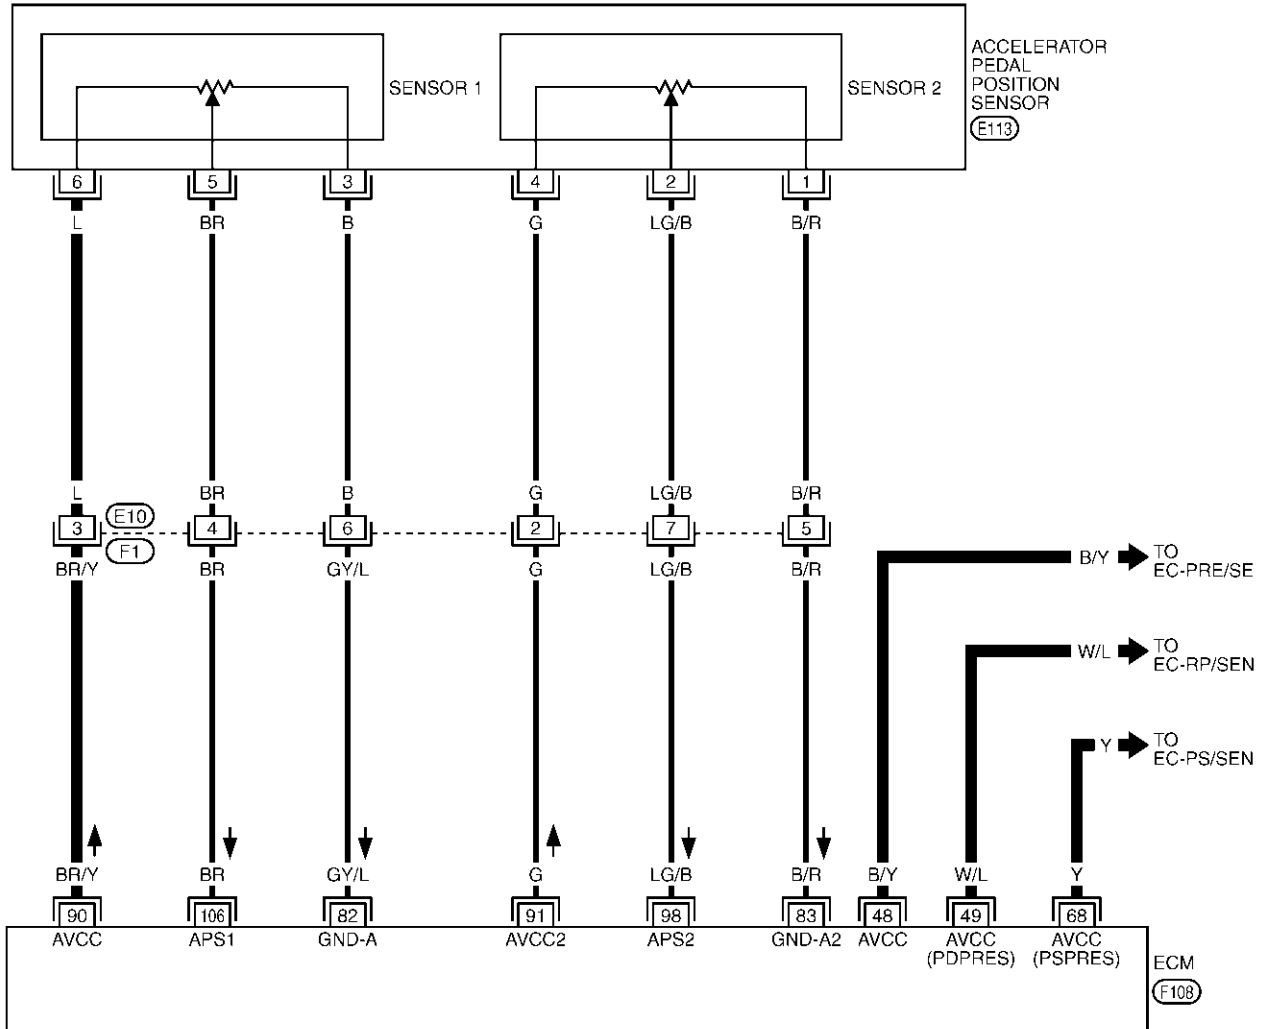 ACCELERATOR
PEDAL
POSITION
SENSOR
E113
SENSOR 1
SENSOR 2
6 5 3 4 2 1
L BR B G LG/B B/R
L BR B G LG/B B/R
E10
3 4 6 2 7 5
F1
BR/Y BR GY/L G LG/B B/R
B/Y TO
EC-PRE/SE
W/L TO
EC-RP/SEN
Y TO
EC-PS/SEN
BR/Y BR GY/L G LG/B B/R B/Y W/L Y
90 106 82 91 98 83 48 49 68
AVCC APS1 GND-A AVCC2 APS2 GND-A2 AVCC AVCC AVCC
(PDPRES) (PSPRES)
ECM
F108